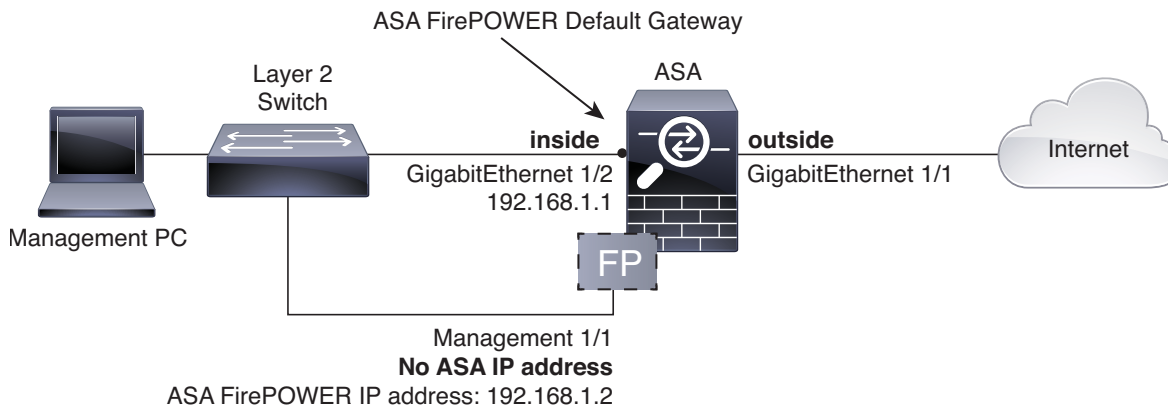 ASA FirePOWER Default Gateway
Layer 2
Switch
ASA
inside
outside
Internet
GigabitEthernet 1/2
GigabitEthernet 1/1
192.168.1.1
Management PC
FP
Management 1/1
No ASA IP address
ASA FirePOWER IP address: 192.168.1.2